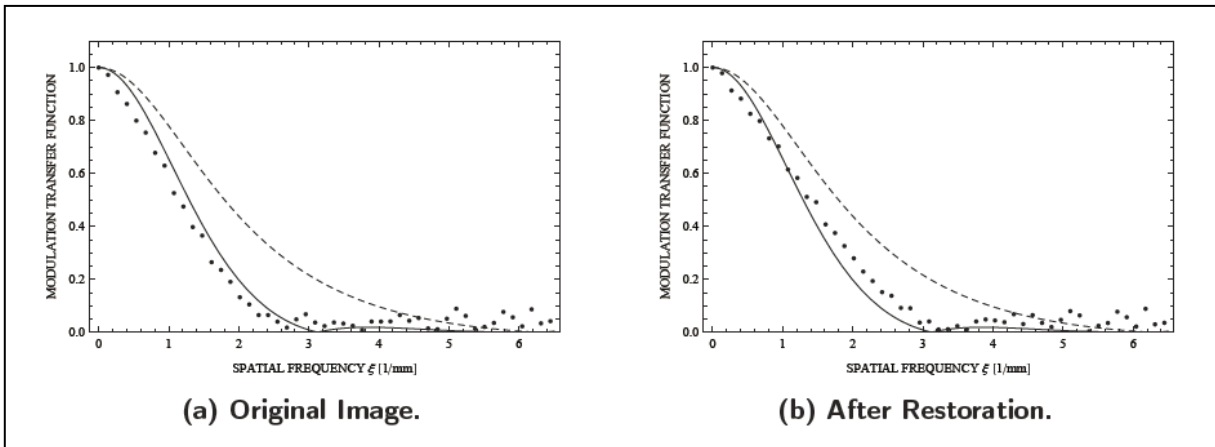 MODULATION TRANSFER FUNCTION
1.0
0.8
0.6
0.4
0.2
0.0
0 1 2 3 4 5 6
SPATIAL FREQUENCY ξ [1/mm]
(a) Original Image.
MODULATION TRANSFER FUNCTION
1.0
0.8
0.6
0.4
0.2
0.0
0 1 2 3 4 5 6
SPATIAL FREQUENCY ξ [1/mm]
(b) After Restoration.